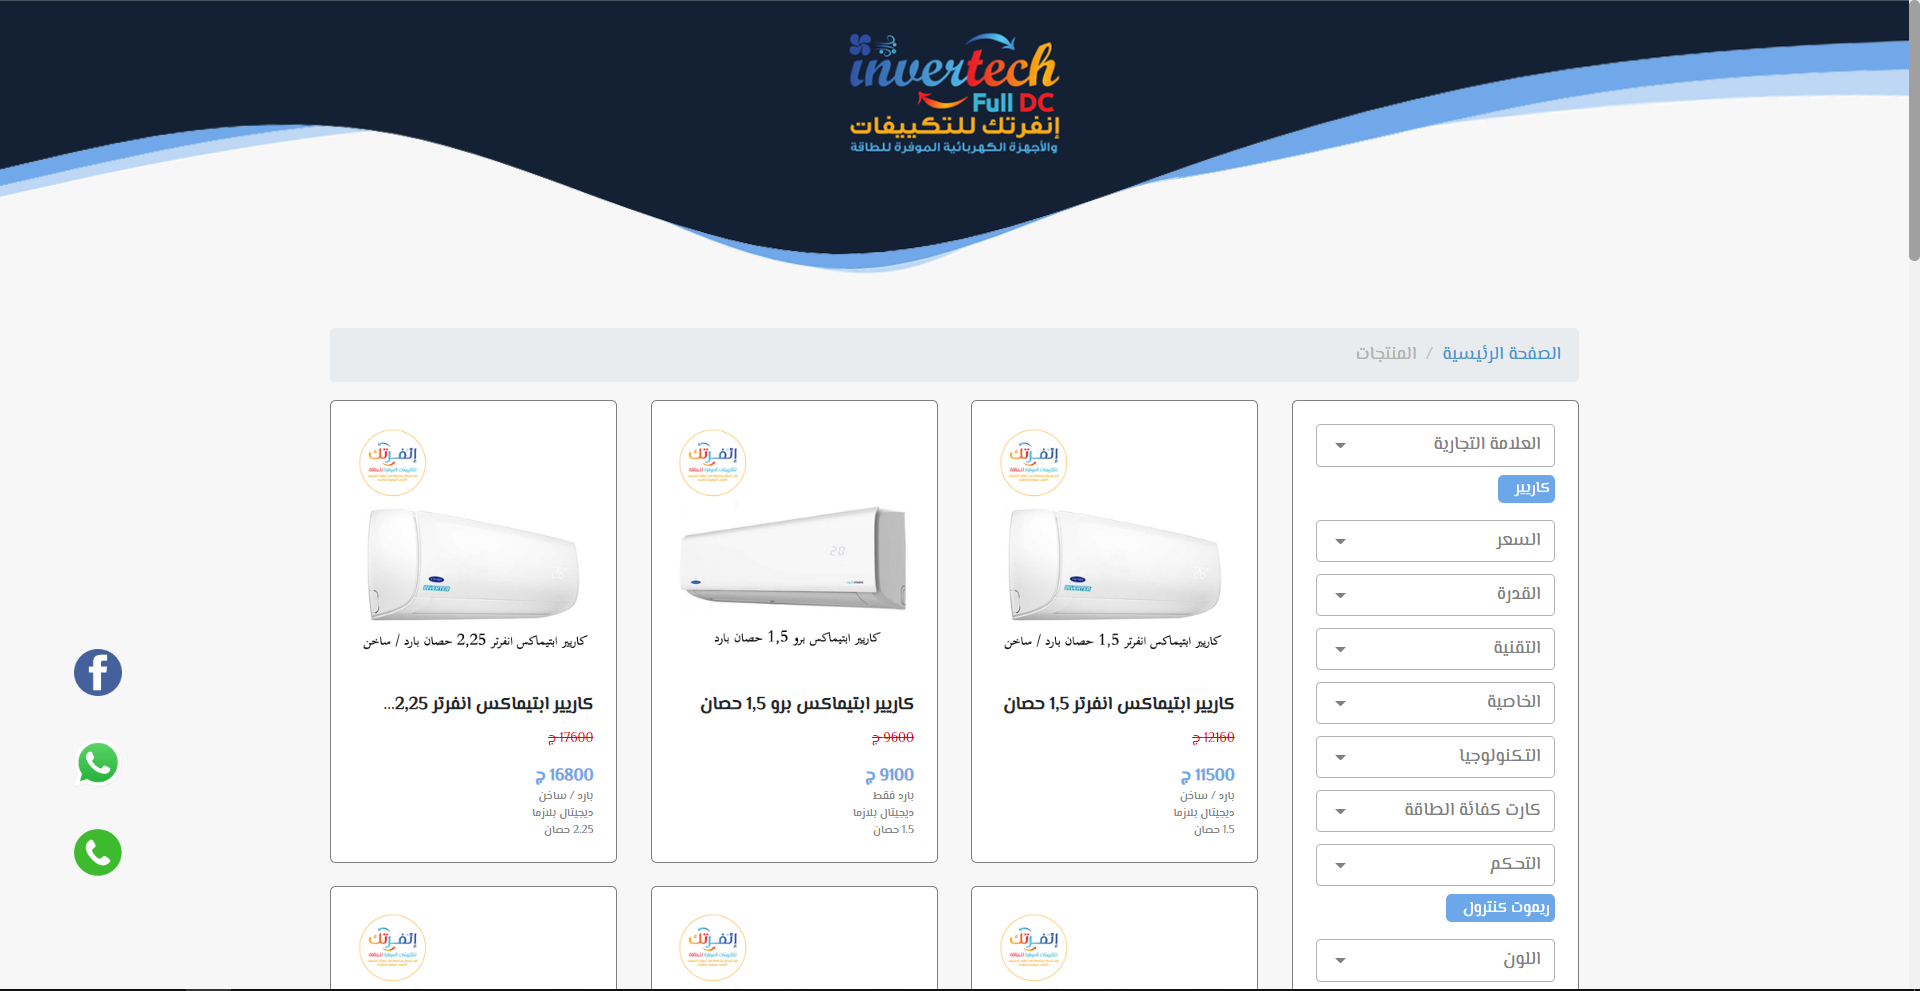 invertech
Full DC
إنفرتك للتكييفات
والأجهزة الكهربائية الموفرة للطاقة
الصفحة الرئيسية / المنتجات
العلامة التجارية
كاريير
السعر
القدرة
التقنية
الخاصية
التكنولوجيا
كارت كفائة الطاقة
التحكم
ريموت كنترول
اللون
إنفرتك
كاريير ابتيماكس انفرتر 1,5 حصان بارد / ساخن
كاريير ابتيماكس انفرتر 1,5 حصان
12160 ج
11500 ج
بارد / ساخن
ديجيتال بلازما
1.5 حصان
إنفرتك
20
كاريير ابتيماكس برو 1,5 حصان بارد
كاريير ابتيماكس برو 1,5 حصان
9600 ج
9100 ج
بارد فقط
ديجيتال بلازما
1.5 حصان
إنفرتك
كاريير ابتيماكس انفرتر 2,25 حصان بارد / ساخن
كاريير ابتيماكس انفرتر 2,25...
17600 ج
16800 ج
بارد / ساخن
ديجيتال بلازما
2.25 حصان
إنفرتك
إنفرتك
إنفرتك